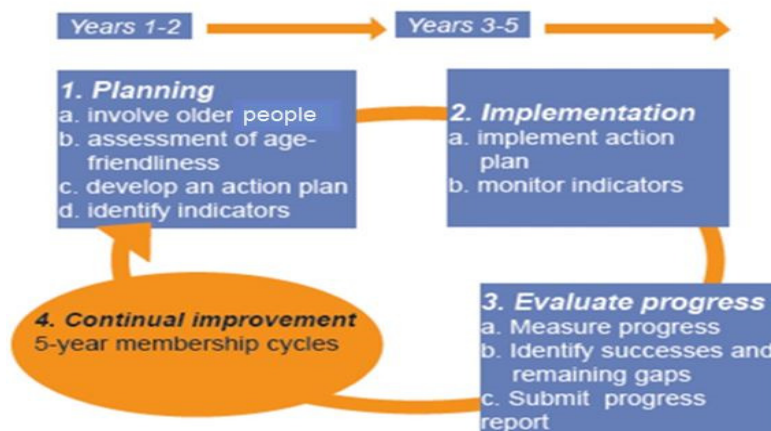 Years 1-2
Years 3-5
1. Planning
a. involve older people
b. assessment of age-
friendliness
c. develop an action plan
d. identify indicators
2. Implementation
a. implement action
plan
b. monitor indicators
3. Evaluate progress
a. Measure progress
b. Identify successes and
remaining gaps
c. Submit progress
report
4. Continual improvement
5-year membership cycles